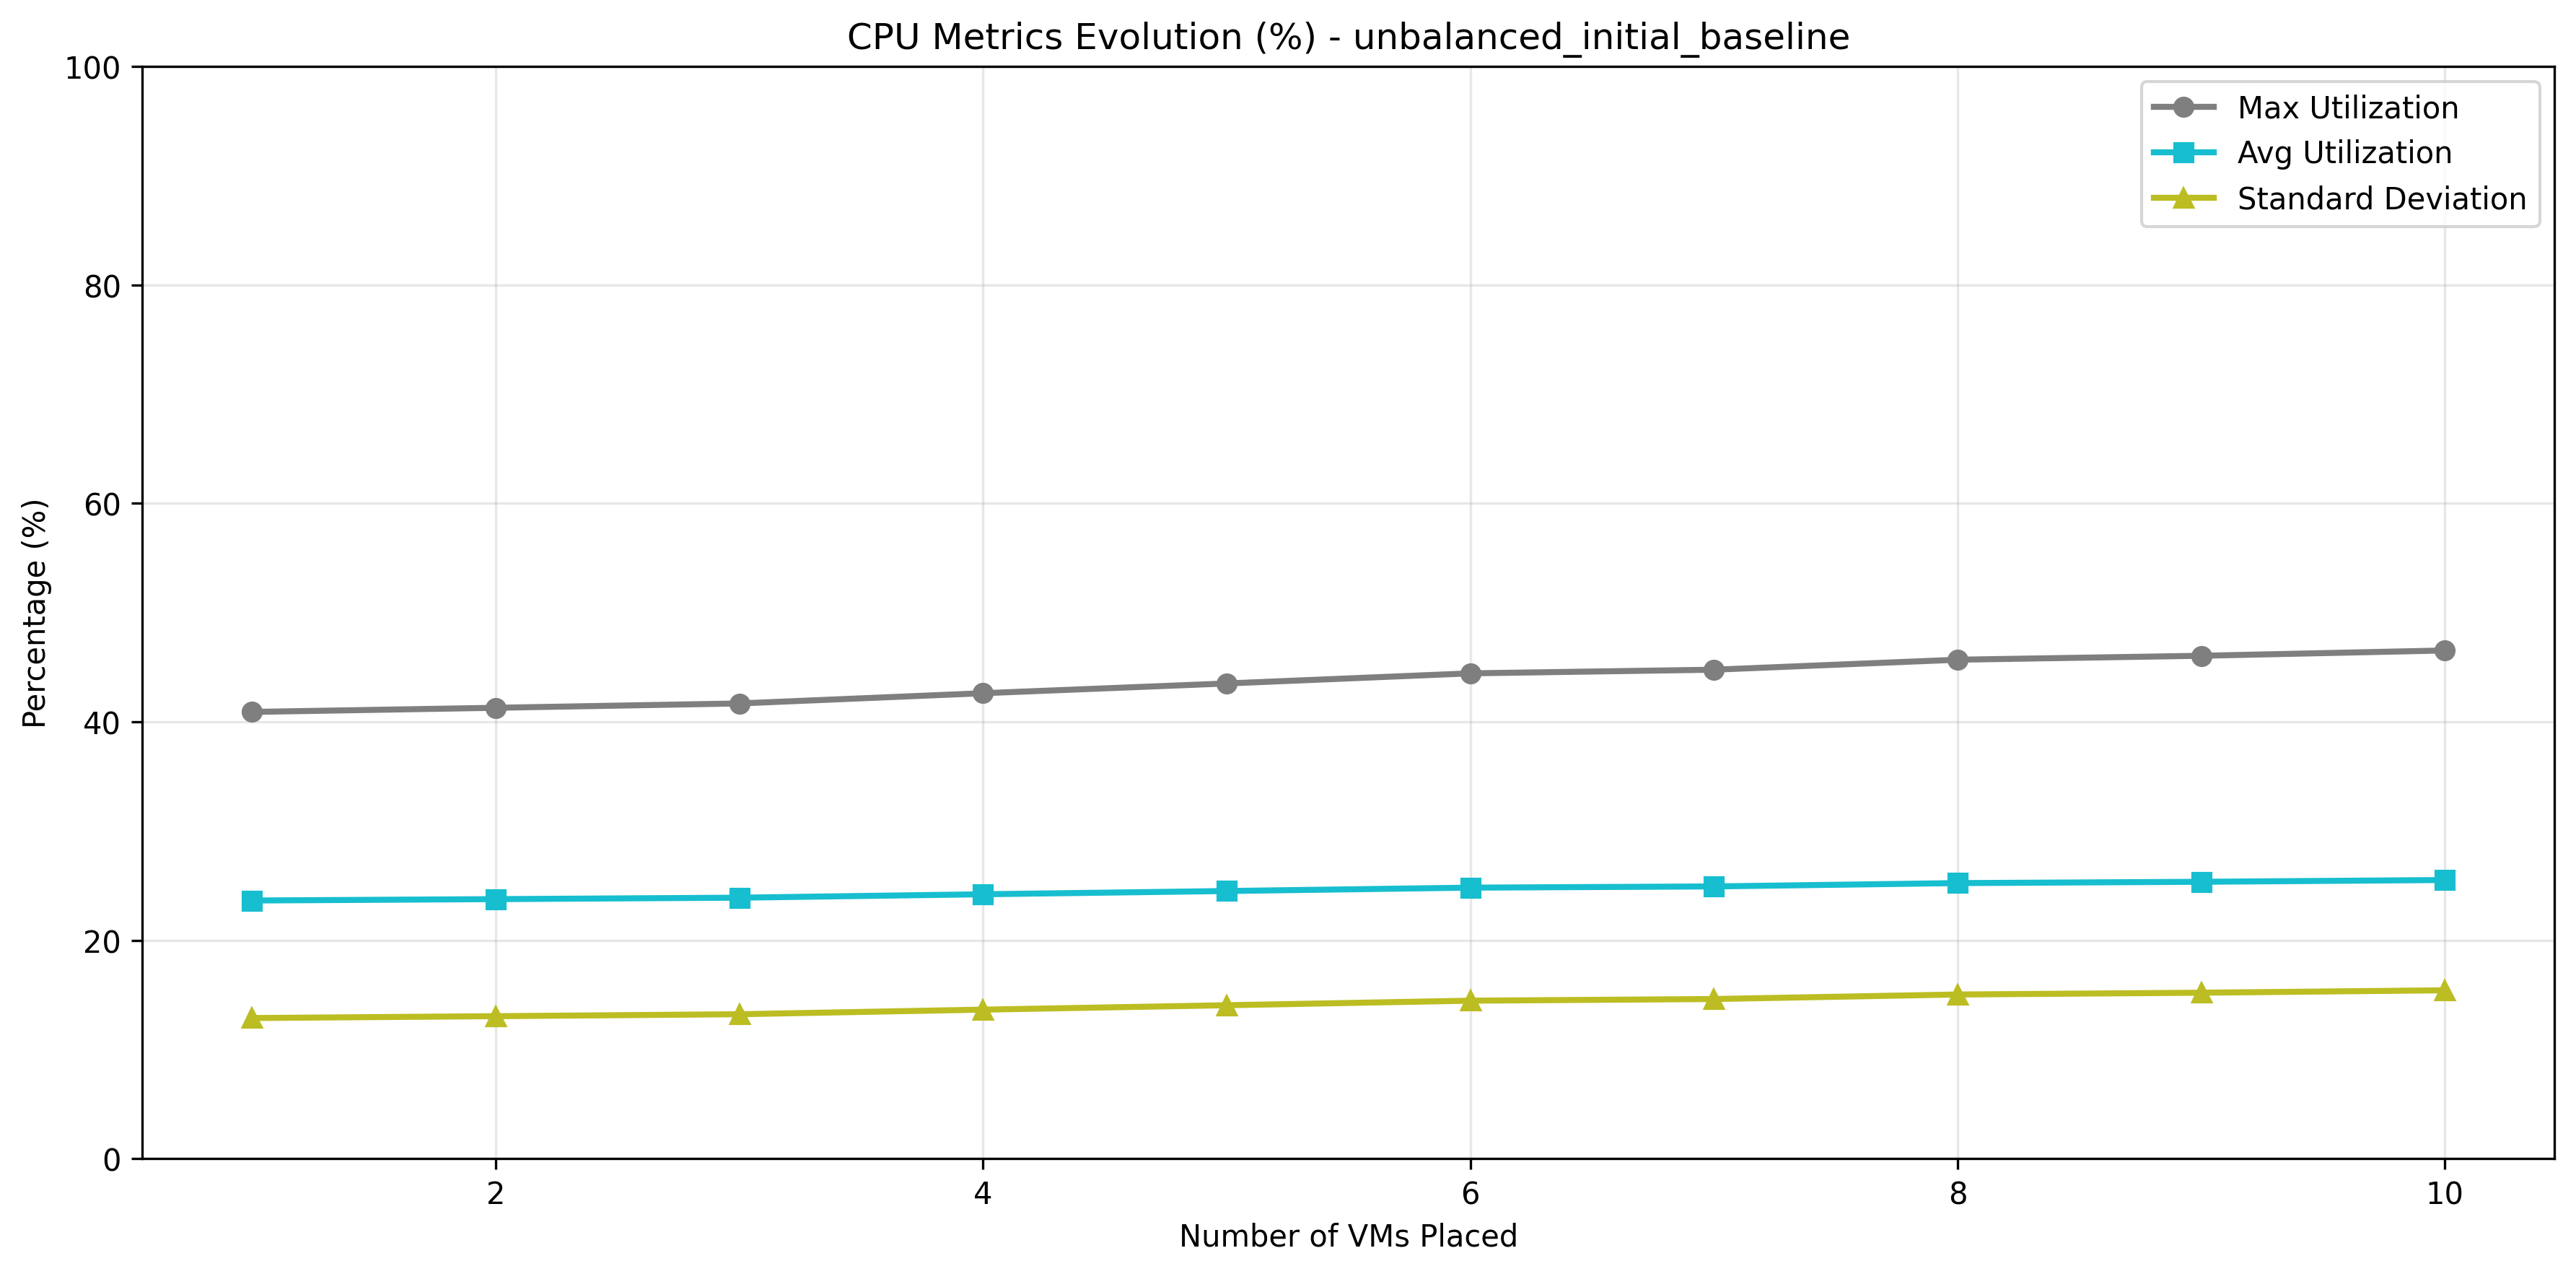 CPU Metrics Evolution (%) - unbalanced_initial_baseline
100
80
60
40
20
0
Percentage (%)
Max Utilization
Avg Utilization
Standard Deviation
2
4
6
8
10
Number of VMs Placed